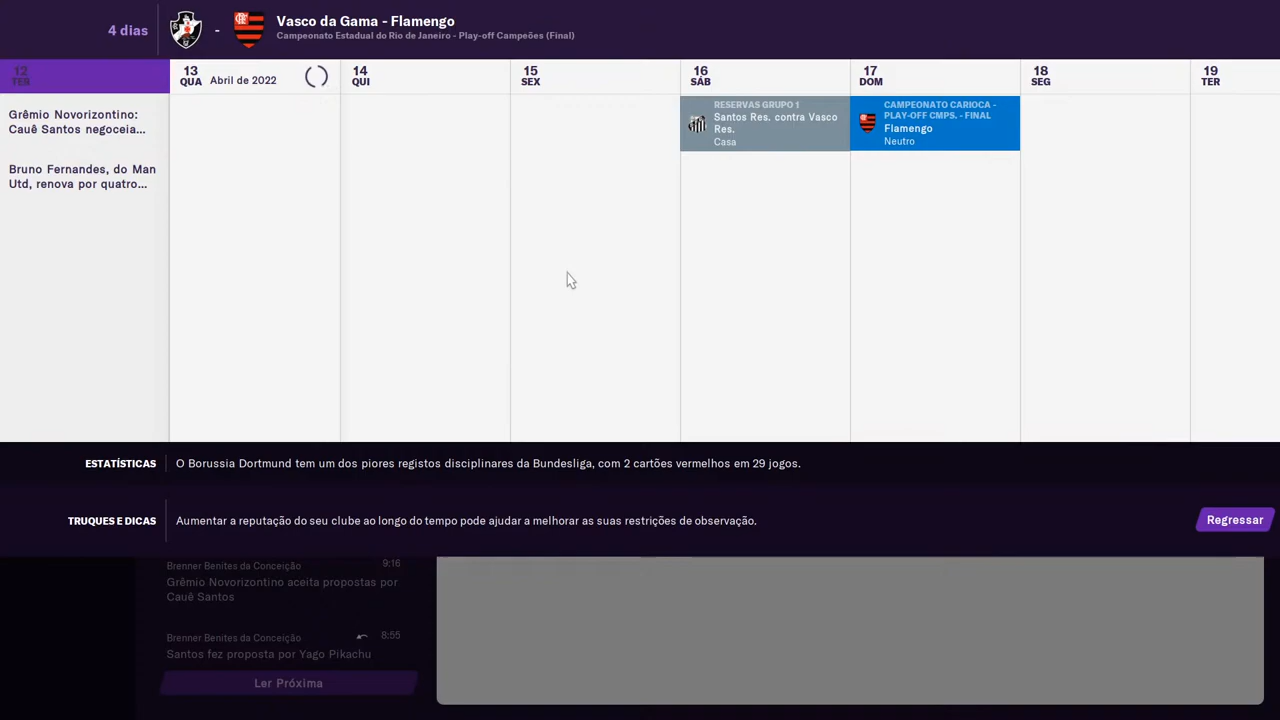 4 dias
Vasco da Gama - Flamengo
Campeonato Estadual do Rio de Janeiro - Play-off Campeões (Final)
12
TER
13
QUA Abril de 2022
14
QUI
15
SEX
16
SÁB
17
DOM
18
SEG
19
TER
Grêmio Novorizontino:
Cauê Santos negoceia...
Bruno Fernandes, do Man
Utd, renova por quatro...
RESERVAS GRUPO 1
Santos Res. contra Vasco
Res.
Casa
CAMPEONATO CARIOCA -
PLAY-OFF CMPS. - FINAL
Flamengo
Neutro
ESTATÍSTICAS O Borussia Dortmund tem um dos piores registos disciplinares da Bundesliga, com 2 cartões vermelhos em 29 jogos.
TRUQUES E DICAS Aumentar a reputação do seu clube ao longo do tempo pode ajudar a melhorar as suas restrições de observação.
Regressar
Brenner Benites da Conceição 9:16
Grêmio Novorizontino aceita propostas por
Cauê Santos
Brenner Benites da Conceição 8:55
Santos fez proposta por Yago Pikachu
Ler Próxima